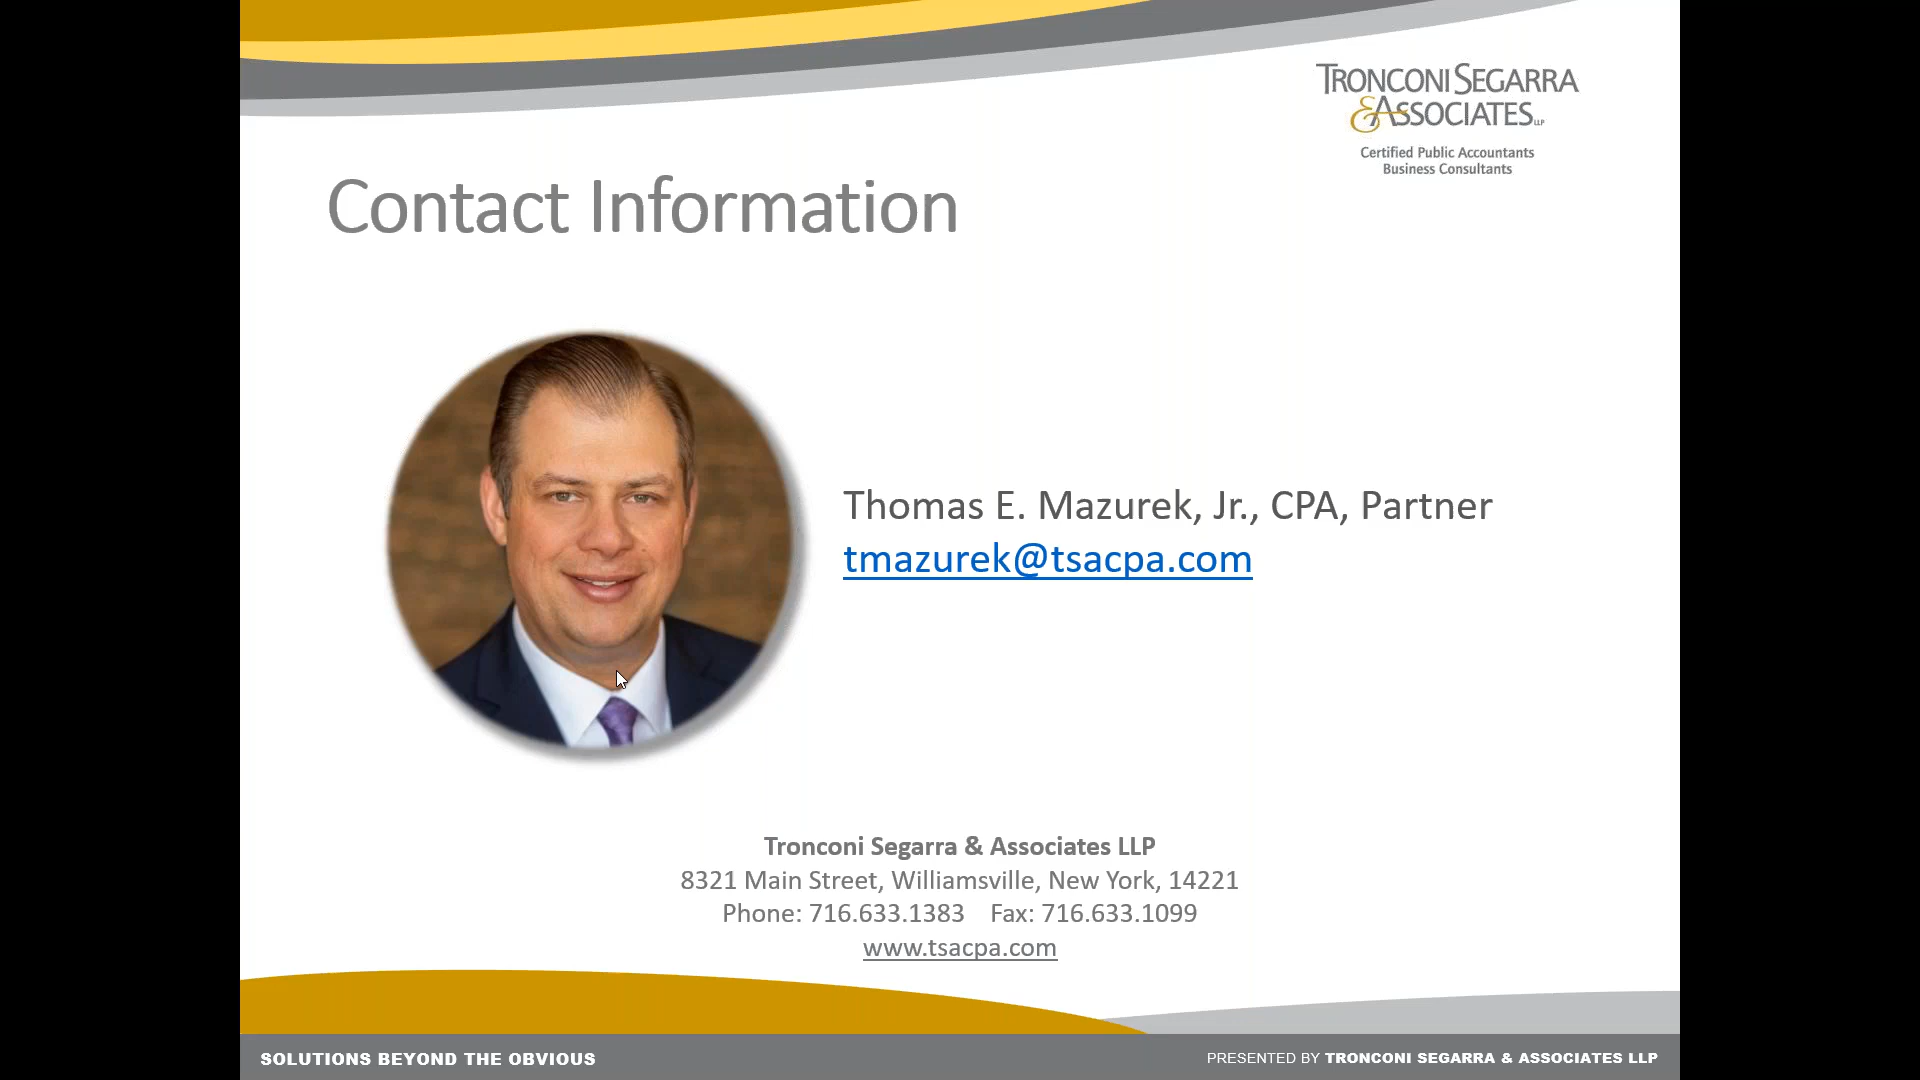 TRONCONI SEGARRA
& ASSOCIATES LLP
Certified Public Accountants
Business Consultants
Contact Information
Thomas E. Mazurek, Jr., CPA, Partner
tmazurek@tsacpa.com
Tronconi Segarra & Associates LLP
8321 Main Street, Williamsville, New York, 14221
Phone: 716.633.1383    Fax: 716.633.1099
www.tsacpa.com
SOLUTIONS BEYOND THE OBVIOUS
PRESENTED BY TRONCONI SEGARRA & ASSOCIATES LLP